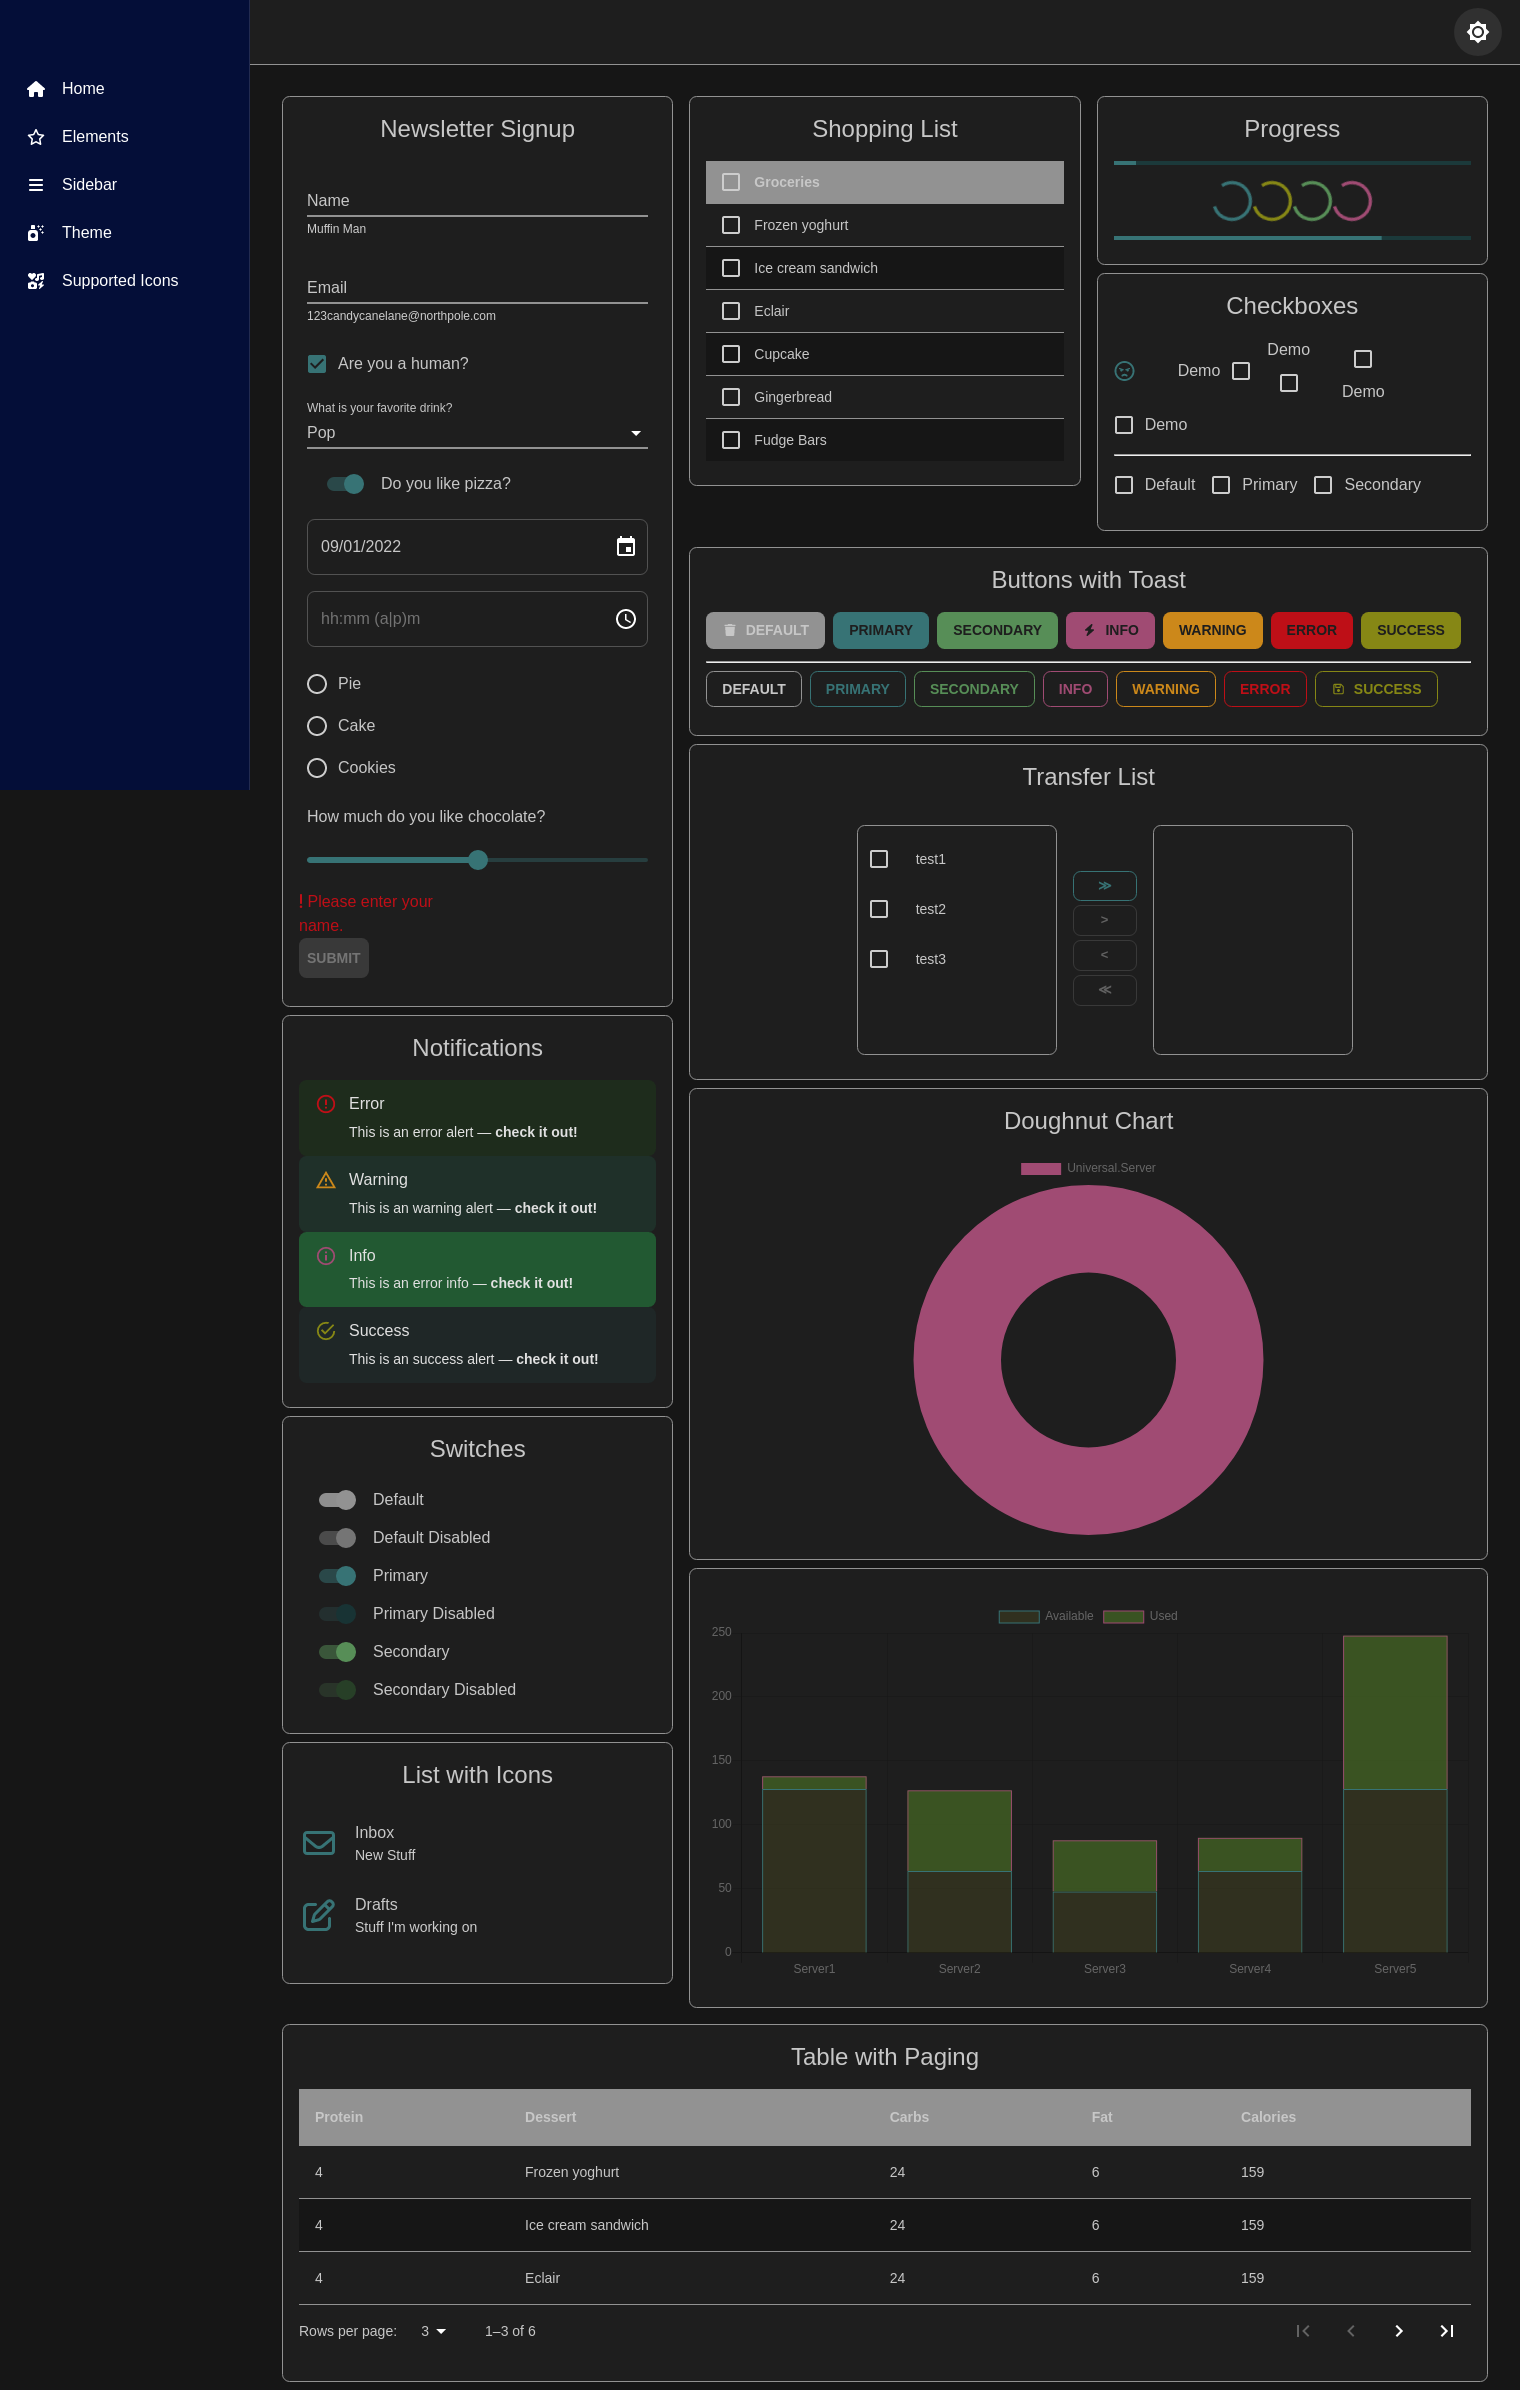 Home
Elements
Sidebar
Theme
Supported Icons
Newsletter Signup
Name
Muffin Man
Email
123candycanelane@northpole.com
Are you a human?
What is your favorite drink?
Pop
Do you like pizza?
09/01/2022
hh:mm (a|p)m
Pie
Cake
Cookies
How much do you like chocolate?
! Please enter your
name.
SUBMIT
Notifications
Error
This is an error alert — check it out!
Warning
This is an warning alert — check it out!
Info
This is an error info — check it out!
Success
This is an success alert — check it out!
Switches
Default
Default Disabled
Primary
Primary Disabled
Secondary
Secondary Disabled
List with Icons
Inbox
New Stuff
Drafts
Stuff I'm working on
Shopping List
Groceries
Frozen yoghurt
Ice cream sandwich
Eclair
Cupcake
Gingerbread
Fudge Bars
Progress
Checkboxes
Demo
Demo
Demo
Demo
Default Primary Secondary
Buttons with Toast
DEFAULT PRIMARY SECONDARY INFO WARNING ERROR SUCCESS
DEFAULT PRIMARY SECONDARY INFO WARNING ERROR SUCCESS
Transfer List
test1
test2
test3
≫
>
<
≪
Doughnut Chart
Universal.Server
Available Used
250
200
150
100
50
0
Server1 Server2 Server3 Server4 Server5
Table with Paging
Protein Dessert Carbs Fat Calories
4 Frozen yoghurt 24 6 159
4 Ice cream sandwich 24 6 159
4 Eclair 24 6 159
Rows per page: 3 1–3 of 6